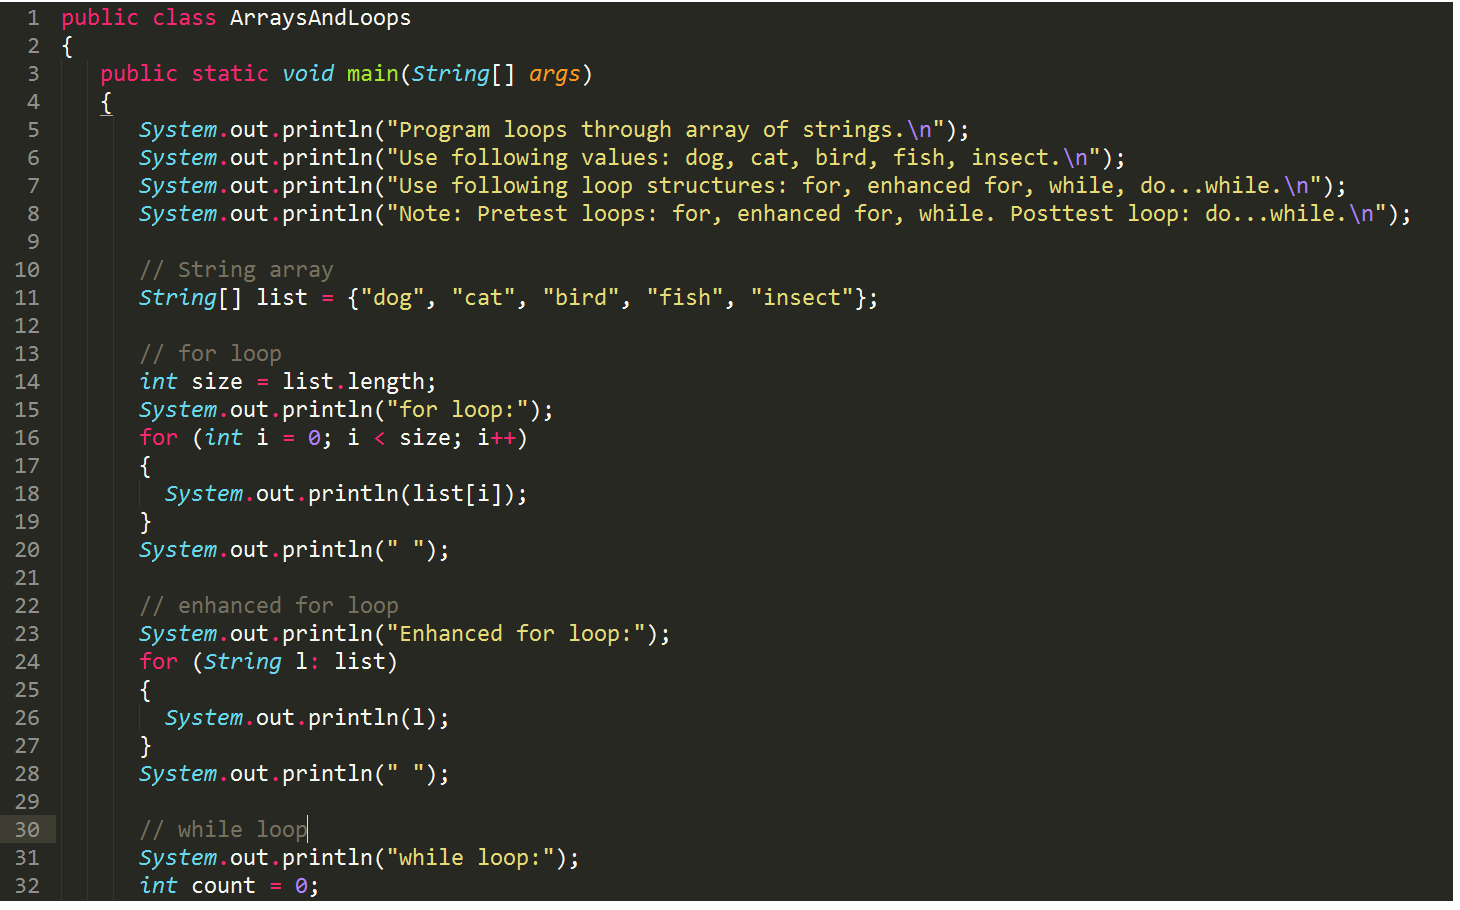 1 public class ArraysAndLoops
2 {
3 public static void main(String[] args)
4 {
5 System.out.println("Program loops through array of strings.\n");
6 System.out.println("Use following values: dog, cat, bird, fish, insect.\n");
7 System.out.println("Use following loop structures: for, enhanced for, while, do...while.\n");
8 System.out.println("Note: Pretest loops: for, enhanced for, while. Posttest loop: do...while.\n");
9
10 // String array
11 String[] list = {"dog", "cat", "bird", "fish", "insect"};
12
13 // for loop
14 int size = list.length;
15 System.out.println("for loop:");
16 for (int i = 0; i < size; i++)
17 {
18 System.out.println(list[i]);
19 }
20 System.out.println(" ");
21
22 // enhanced for loop
23 System.out.println("Enhanced for loop:");
24 for (String l: list)
25 {
26 System.out.println(l);
27 }
28 System.out.println(" ");
29
30 // while loop
31 System.out.println("while loop:");
32 int count = 0;